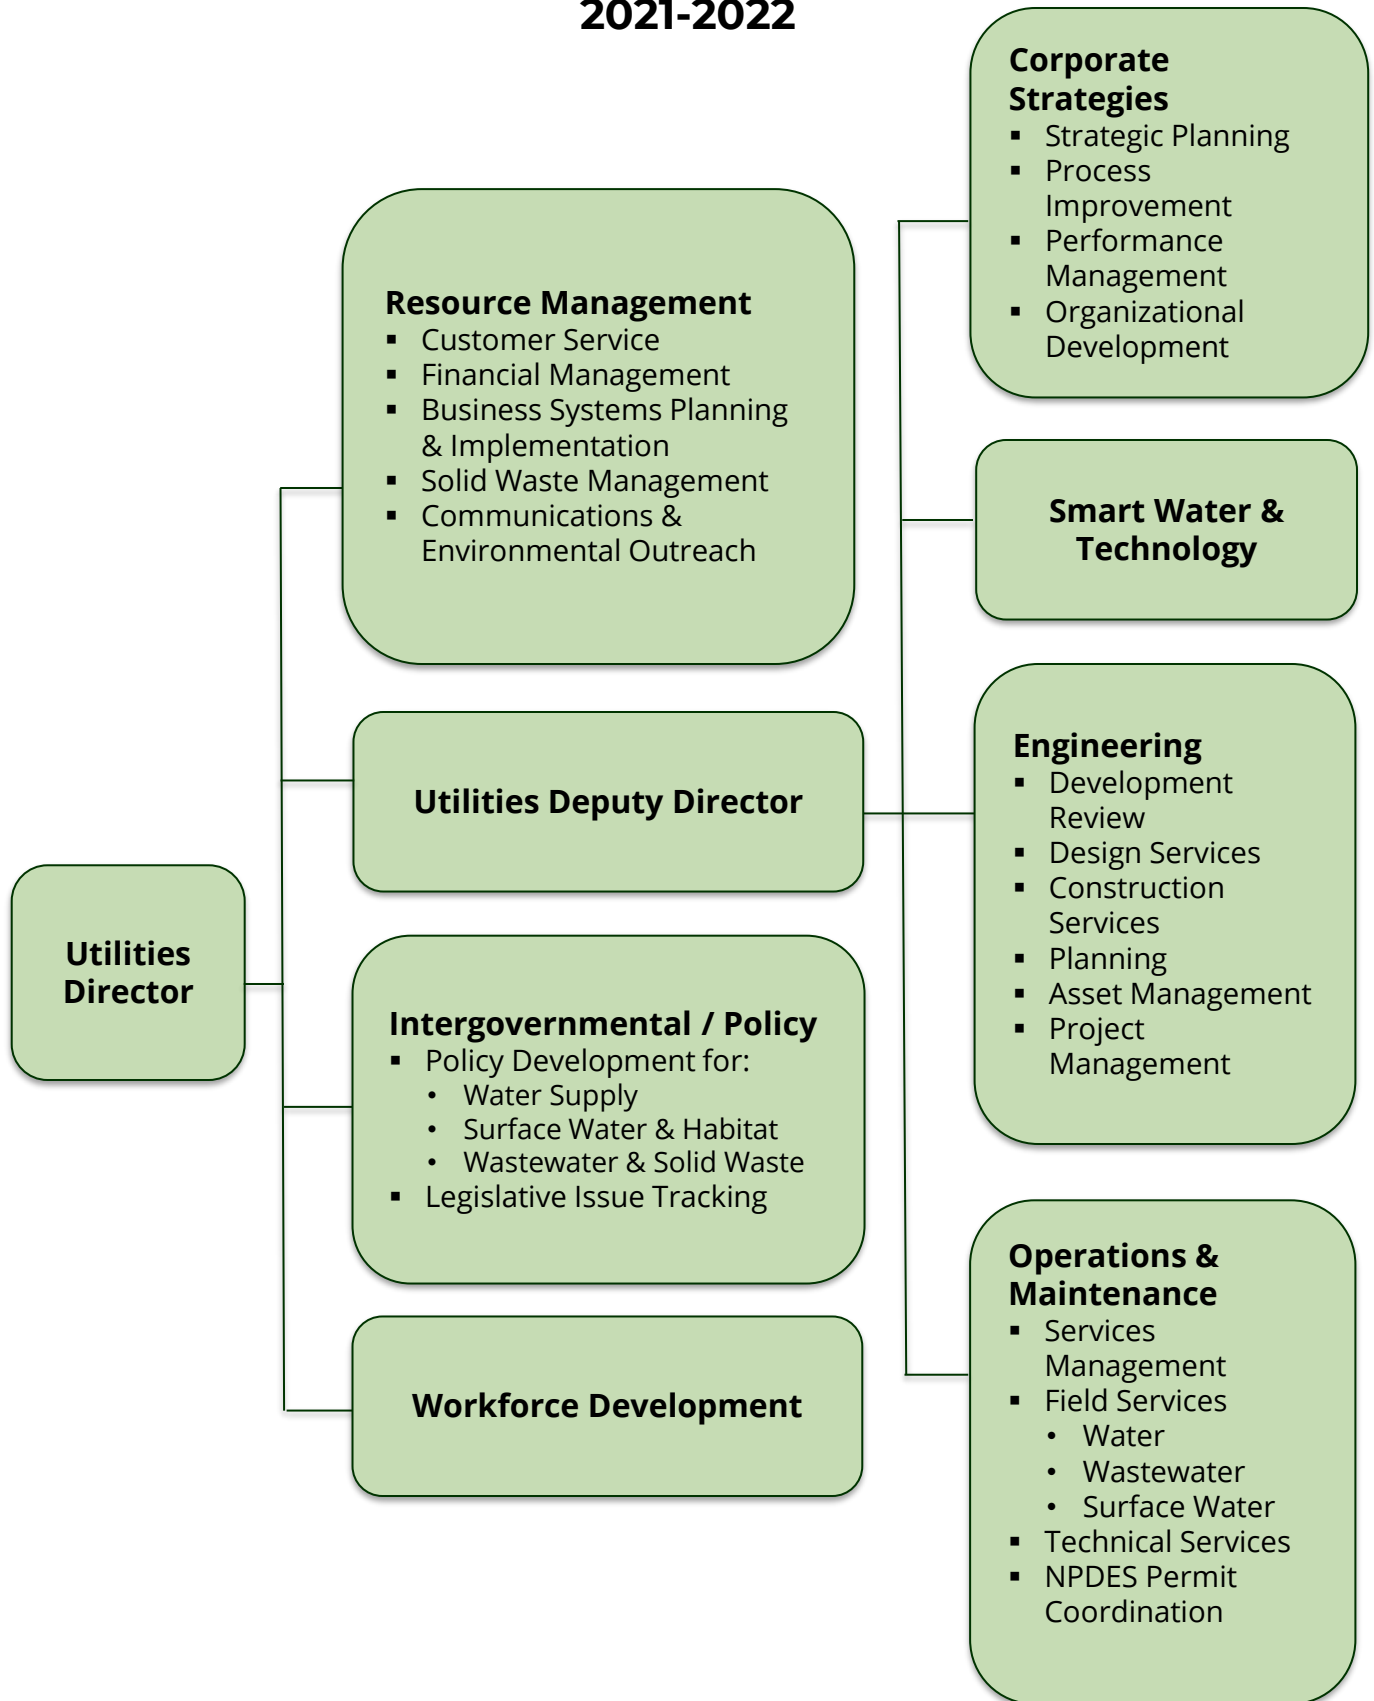 2021-2022
Corporate
Strategies
▪ Strategic Planning
▪ Process
Improvement
▪ Performance
Management
▪ Organizational
Development
Resource Management
▪ Customer Service
▪ Financial Management
▪ Business Systems Planning
& Implementation
▪ Solid Waste Management
▪ Communications &
Environmental Outreach
Smart Water &
Technology
Utilities Deputy Director
Engineering
▪ Development
Review
▪ Design Services
▪ Construction
Services
▪ Planning
▪ Asset Management
▪ Project
Management
Utilities
Director
Intergovernmental / Policy
▪ Policy Development for:
• Water Supply
• Surface Water & Habitat
• Wastewater & Solid Waste
▪ Legislative Issue Tracking
Operations &
Maintenance
▪ Services
Management
▪ Field Services
• Water
• Wastewater
• Surface Water
▪ Technical Services
▪ NPDES Permit
Coordination
Workforce Development